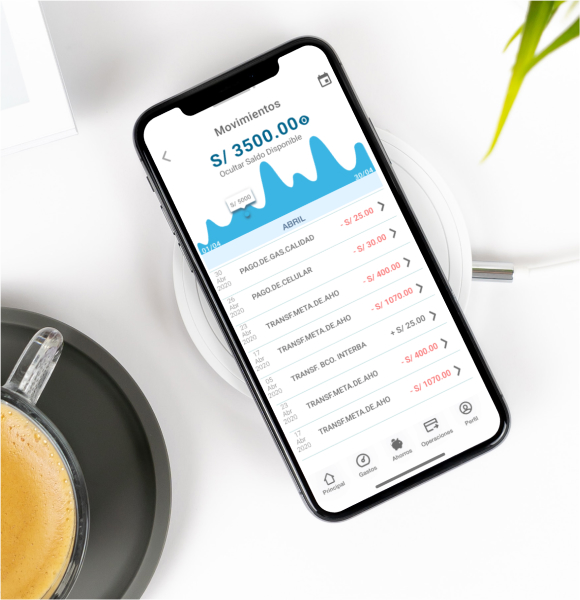 Movimientos
S/ 3500.00
Ocultar Saldo Disponible
S/ 5000
01/04
20/04
ABRIL
30 Abr 2020 PAGO.DE.GAS.CALIDAD - S/ 25.00
26 Abr 2020 PAGO.DE.CELULAR - S/ 30.00
23 Abr 2020 TRANSF.META.DE.AHO - S/ 400.00
17 Abr 2020 TRANSF.META.DE.AHO - S/ 1070.00
05 Abr 2020 TRANSF. BCO. INTERBA + S/ 25.00
23 Abr 2020 TRANSF.META.DE.AHO - S/ 400.00
17 Abr 2020 TRANSF.META.DE.AHO - S/ 1070.00
Principal Gastos Ahorros Operaciones Perfil